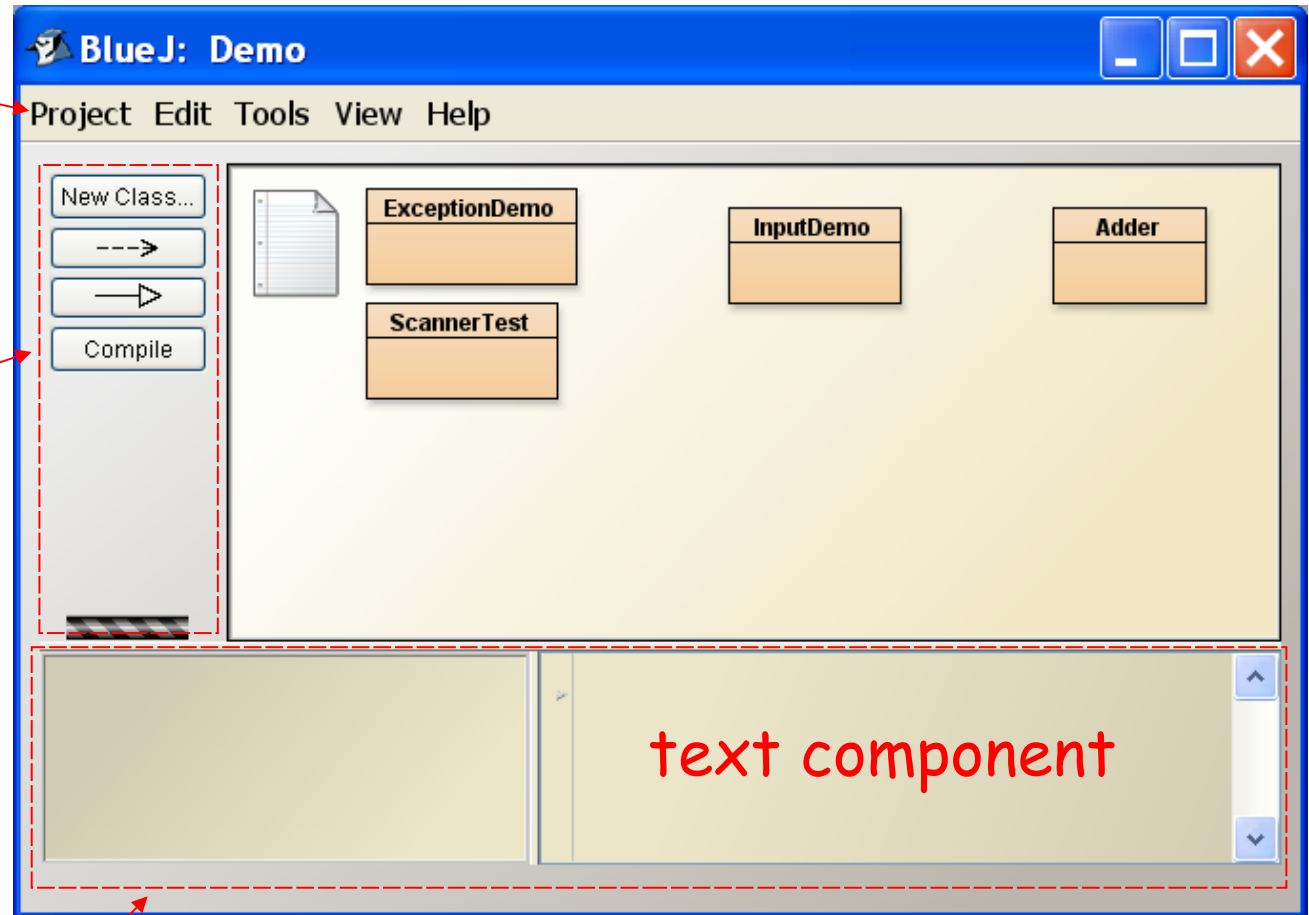 BlueJ: Demo
Project Edit Tools View Help
New Class...
Compile
ExceptionDemo
InputDemo
Adder
ScannerTest
text component